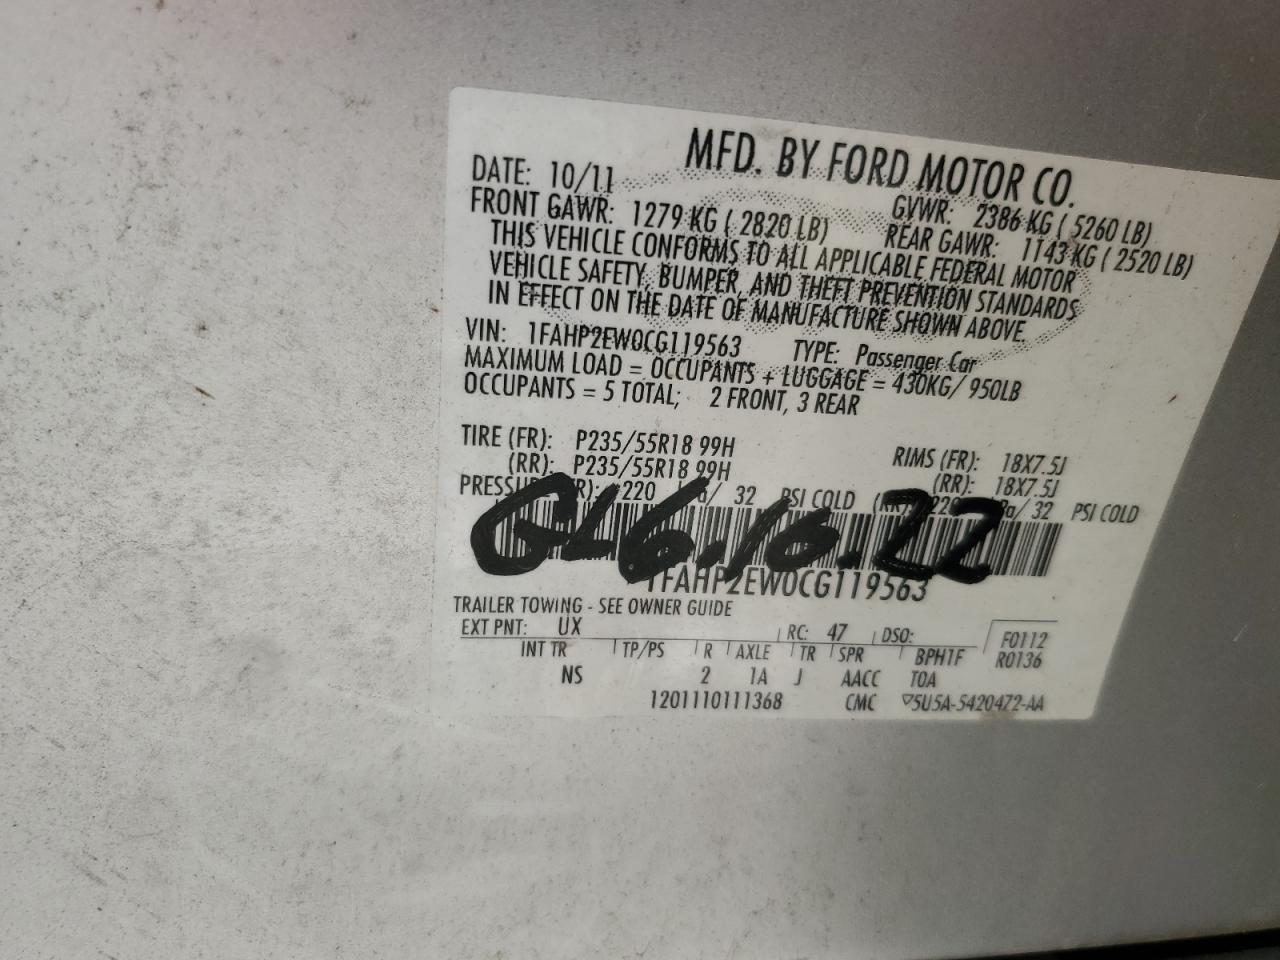 MFD. BY FORD MOTOR CO.
DATE: 10/11 GVWR: 2386 KG ( 5260 LB)
FRONT GAWR: 1279 KG ( 2820 LB) REAR GAWR: 1143 KG ( 2520 LB)
THIS VEHICLE CONFORMS TO ALL APPLICABLE FEDERAL MOTOR
VEHICLE SAFETY, BUMPER, AND THEFT PREVENTION STANDARDS
IN EFFECT ON THE DATE OF MANUFACTURE SHOWN ABOVE.
VIN: 1FAHP2EW0CG119563 TYPE: Passenger Car
MAXIMUM LOAD = OCCUPANTS + LUGGAGE = 430KG/ 950LB
OCCUPANTS = 5 TOTAL; 2 FRONT, 3 REAR
TIRE (FR): P235/55R18 99H RIMS (FR): 18X7.5J
(RR): P235/55R18 99H (RR): 18X7.5J
220 / 32 PSI COLD / 32 PSI COLD
6.10.22
1FAHP2EW0CG119563
TRAILER TOWING - SEE OWNER GUIDE
EXT PNT: UX RC: 47 DSO: F0112
INT TR TP/PS R AXLE TR SPR BPH1F R0136
NS 2 1A J AACC TOA
1201110111368 CMC ▽5U5A-5420472-AA